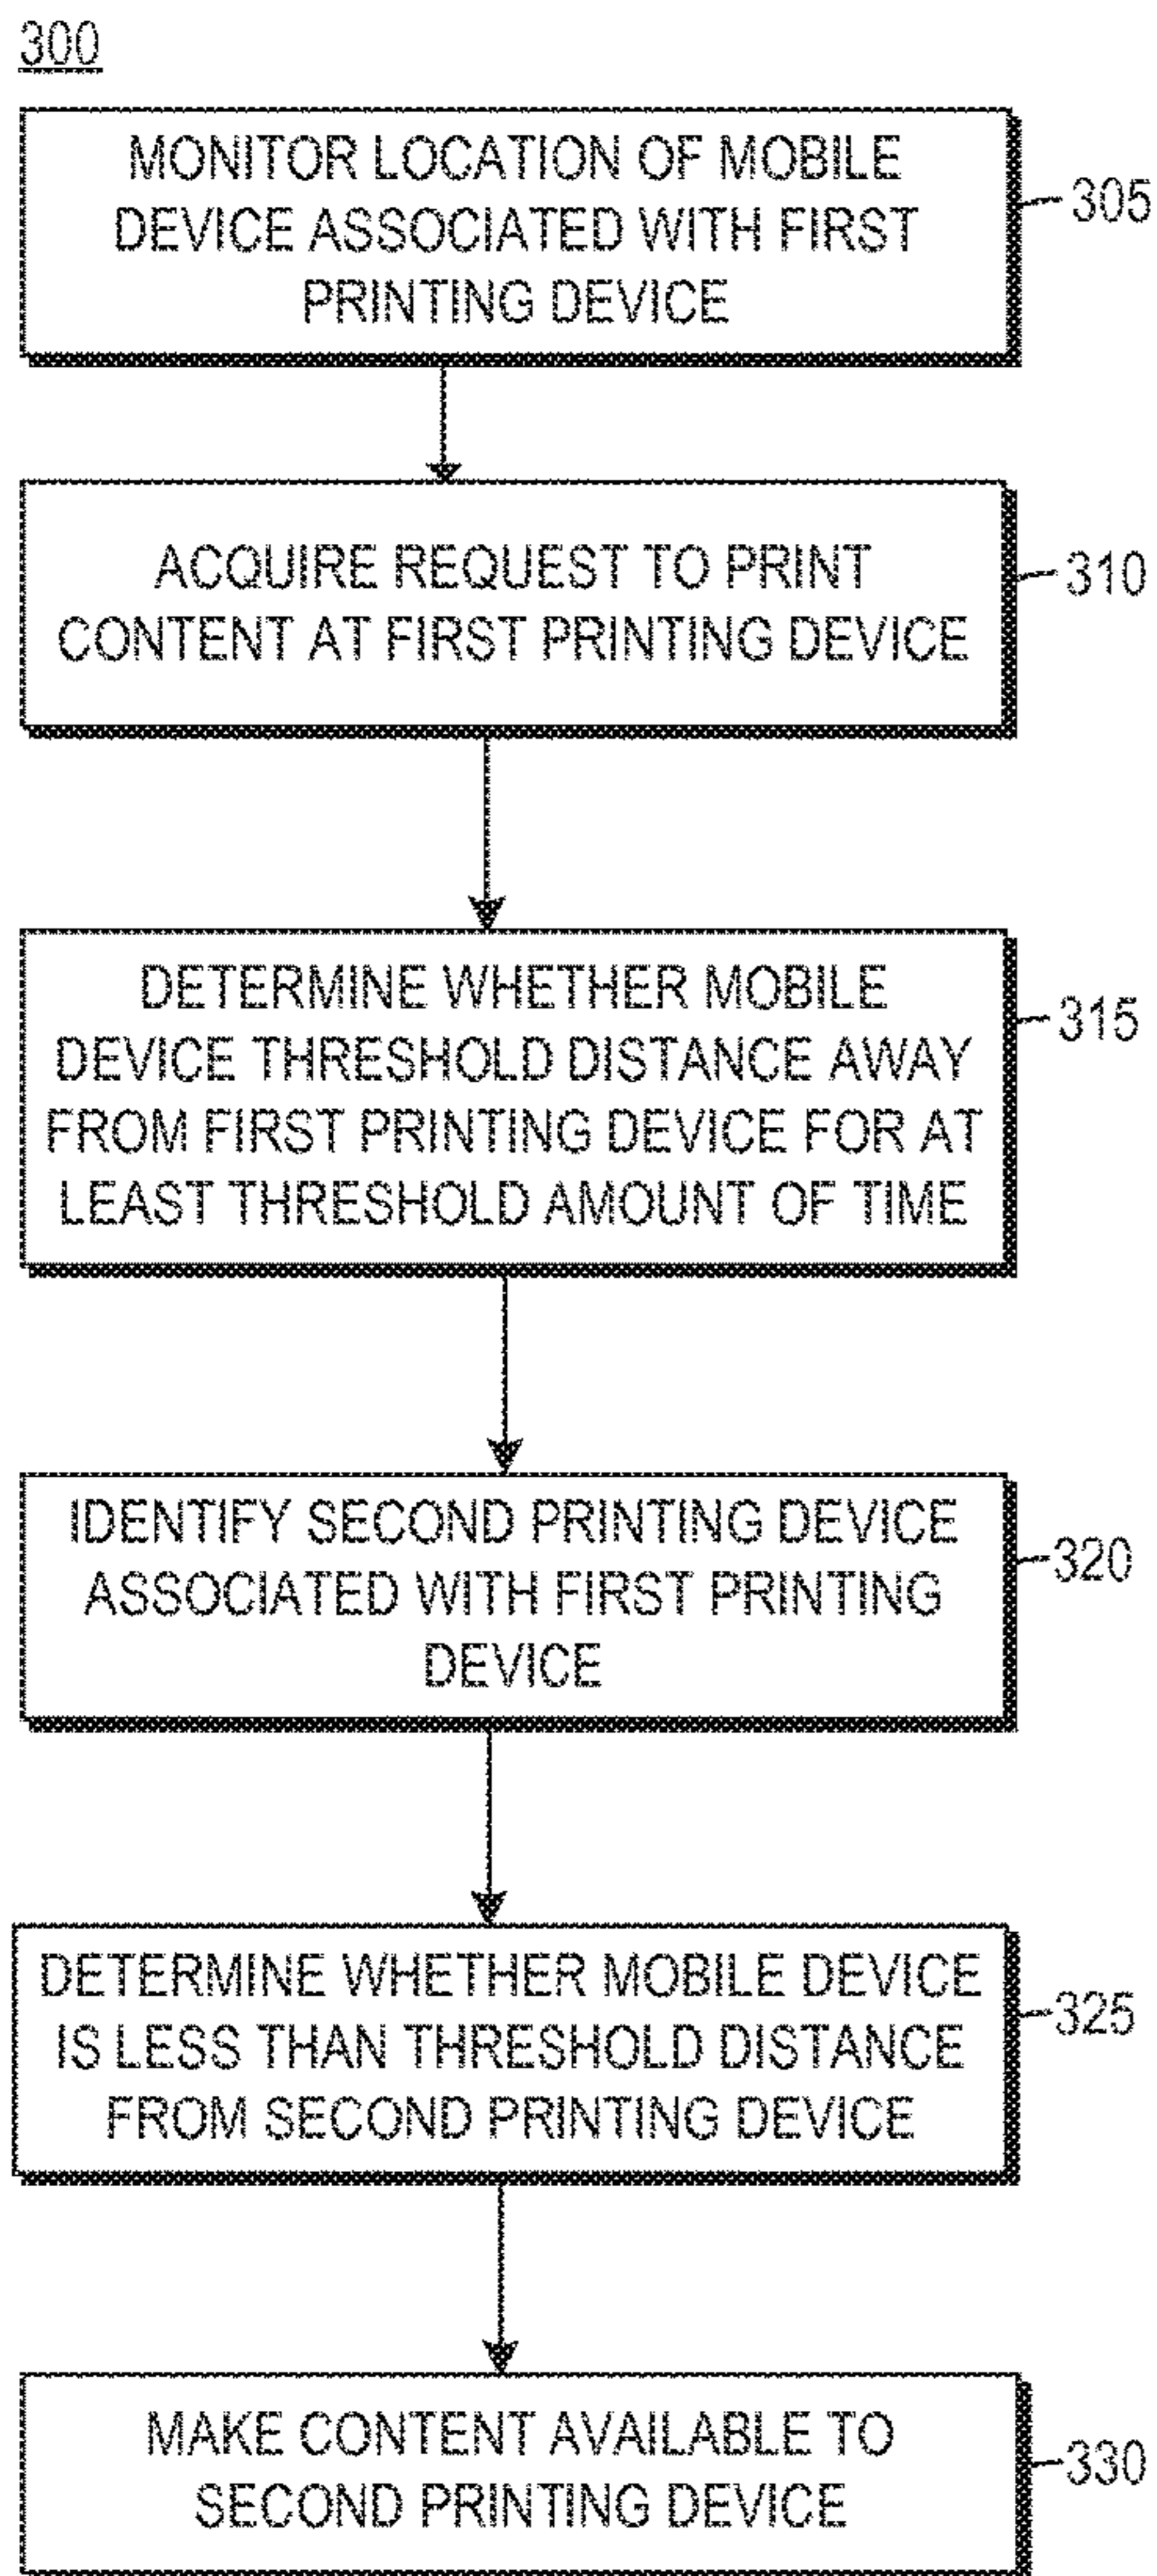 300
MONITOR LOCATION OF MOBILE
DEVICE ASSOCIATED WITH FIRST
PRINTING DEVICE
305
ACQUIRE REQUEST TO PRINT
CONTENT AT FIRST PRINTING DEVICE
310
DETERMINE WHETHER MOBILE
DEVICE THRESHOLD DISTANCE AWAY
FROM FIRST PRINTING DEVICE FOR AT
LEAST THRESHOLD AMOUNT OF TIME
315
IDENTIFY SECOND PRINTING DEVICE
ASSOCIATED WITH FIRST PRINTING
DEVICE
320
DETERMINE WHETHER MOBILE DEVICE
IS LESS THAN THRESHOLD DISTANCE
FROM SECOND PRINTING DEVICE
325
MAKE CONTENT AVAILABLE TO
SECOND PRINTING DEVICE
330